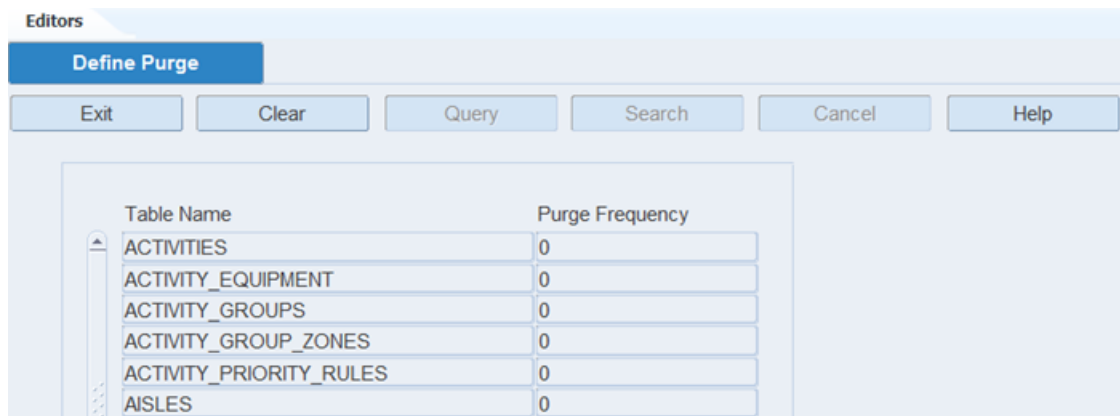 Editors
Define Purge
Exit Clear Query Search Cancel Help
Table Name Purge Frequency
ACTIVITIES 0
ACTIVITY_EQUIPMENT 0
ACTIVITY_GROUPS 0
ACTIVITY_GROUP_ZONES 0
ACTIVITY_PRIORITY_RULES 0
AISLES 0